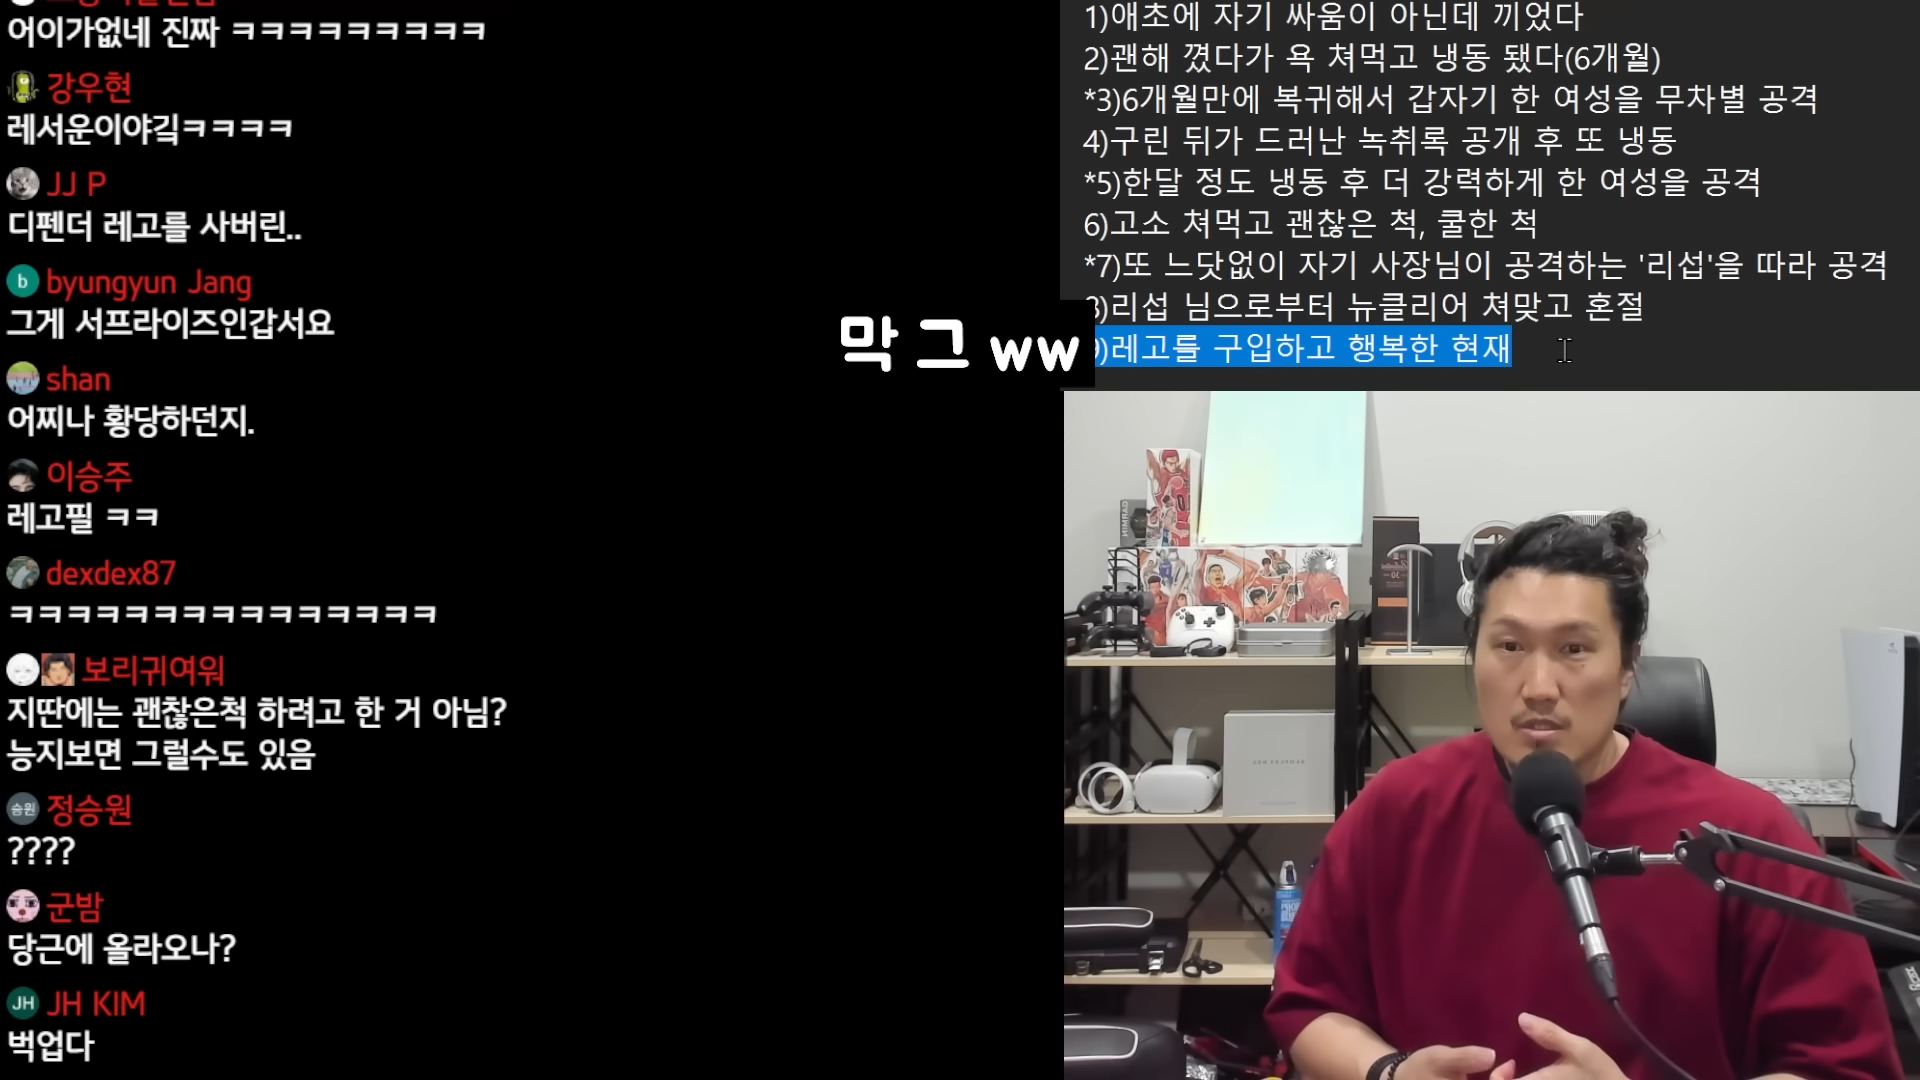 어이가없네 진짜 ㅋㅋㅋㅋㅋㅋㅋㅋㅋ
강우현
레서운이야긱ㅋㅋㅋㅋ
JJ P
디펜더 레고를 사버린..
b byungyun Jang
그게 서프라이즈인갑서요
shan
어찌나 황당하던지.
이승주
레고필 ㅋㅋ
dexdex87
ㅋㅋㅋㅋㅋㅋㅋㅋㅋㅋㅋㅋㅋㅋㅋ
보리귀여워
지딴에는 괜찮은척 하려고 한 거 아님?
능지보면 그럴수도 있음
승원 정승원
????
군밤
당근에 올라오나?
JH JH KIM
벅업다
막 그 ww
1)애초에 자기 싸움이 아닌데 끼었다
2)괜해 꼈다가 욕 쳐먹고 냉동 됐다(6개월)
*3)6개월만에 복귀해서 갑자기 한 여성을 무차별 공격
4)구린 뒤가 드러난 녹취록 공개 후 또 냉동
*5)한달 정도 냉동 후 더 강력하게 한 여성을 공격
6)고소 쳐먹고 괜찮은 척, 쿨한 척
*7)또 느닷없이 자기 사장님이 공격하는 '리섭'을 따라 공격
8)리섭 님으로부터 뉴클리어 쳐맞고 혼절
9)레고를 구입하고 행복한 현재
GARMIN